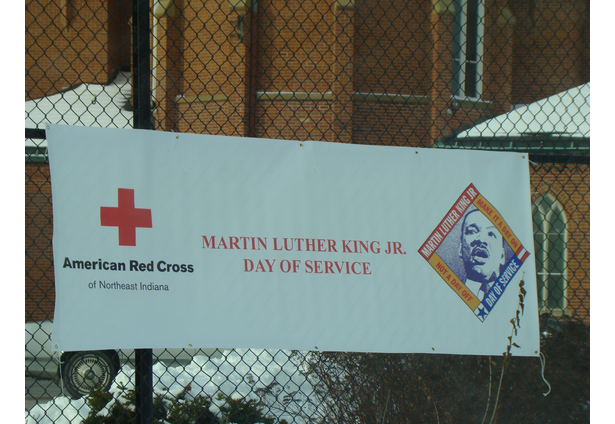 American Red Cross
of Northeast Indiana
MARTIN LUTHER KING JR.
DAY OF SERVICE
MARTIN LUTHER KING JR
MAKE IT A DAY ON
NOT A DAY OFF
DAY OF SERVICE